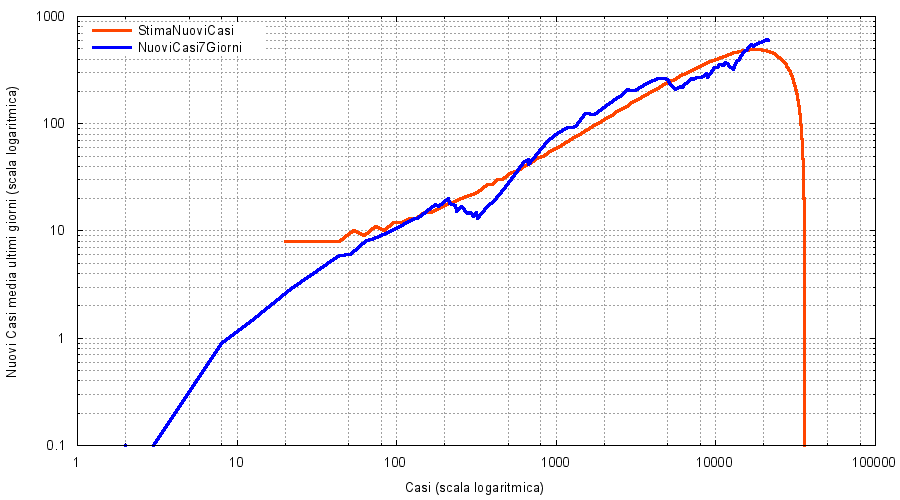 1000
100
10
1
0.1
1
10
100
1000
10000
100000
StimaNuoviCasi
NuoviCasi7Giorni
Nuovi Casi media ultimi giorni (scala logaritmica)
Casi (scala logaritmica)